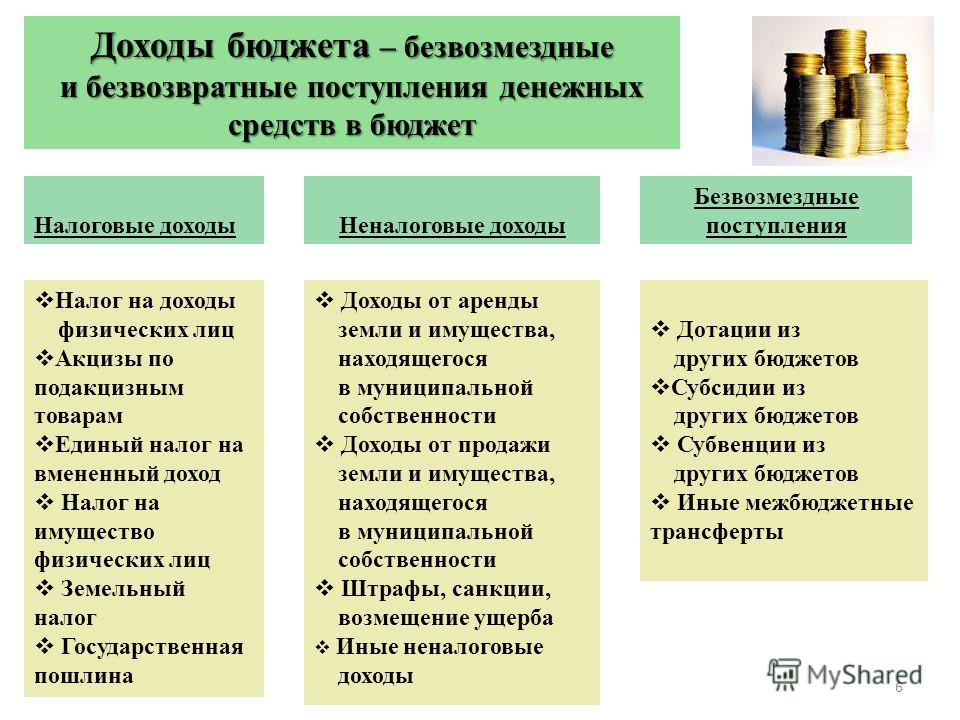 Доходы бюджета – безвозмездные
и безвозвратные поступления денежных
средств в бюджет
Налоговые доходы
Неналоговые доходы
Безвозмездные
поступления
❖Налог на доходы
физических лиц
❖Акцизы по
подакцизным
товарам
❖Единый налог на
вмененный доход
❖ Налог на
имущество
физических лиц
❖ Земельный
налог
❖ Государственная
пошлина
❖ Доходы от аренды
земли и имущества,
находящегося
в муниципальной
собственности
❖ Доходы от продажи
земли и имущества,
находящегося
в муниципальной
собственности
❖ Штрафы, санкции,
возмещение ущерба
❖ Иные неналоговые
доходы
❖ Дотации из
других бюджетов
❖Субсидии из
других бюджетов
❖ Субвенции из
других бюджетов
❖ Иные межбюджетные
трансферты
MyShared
6